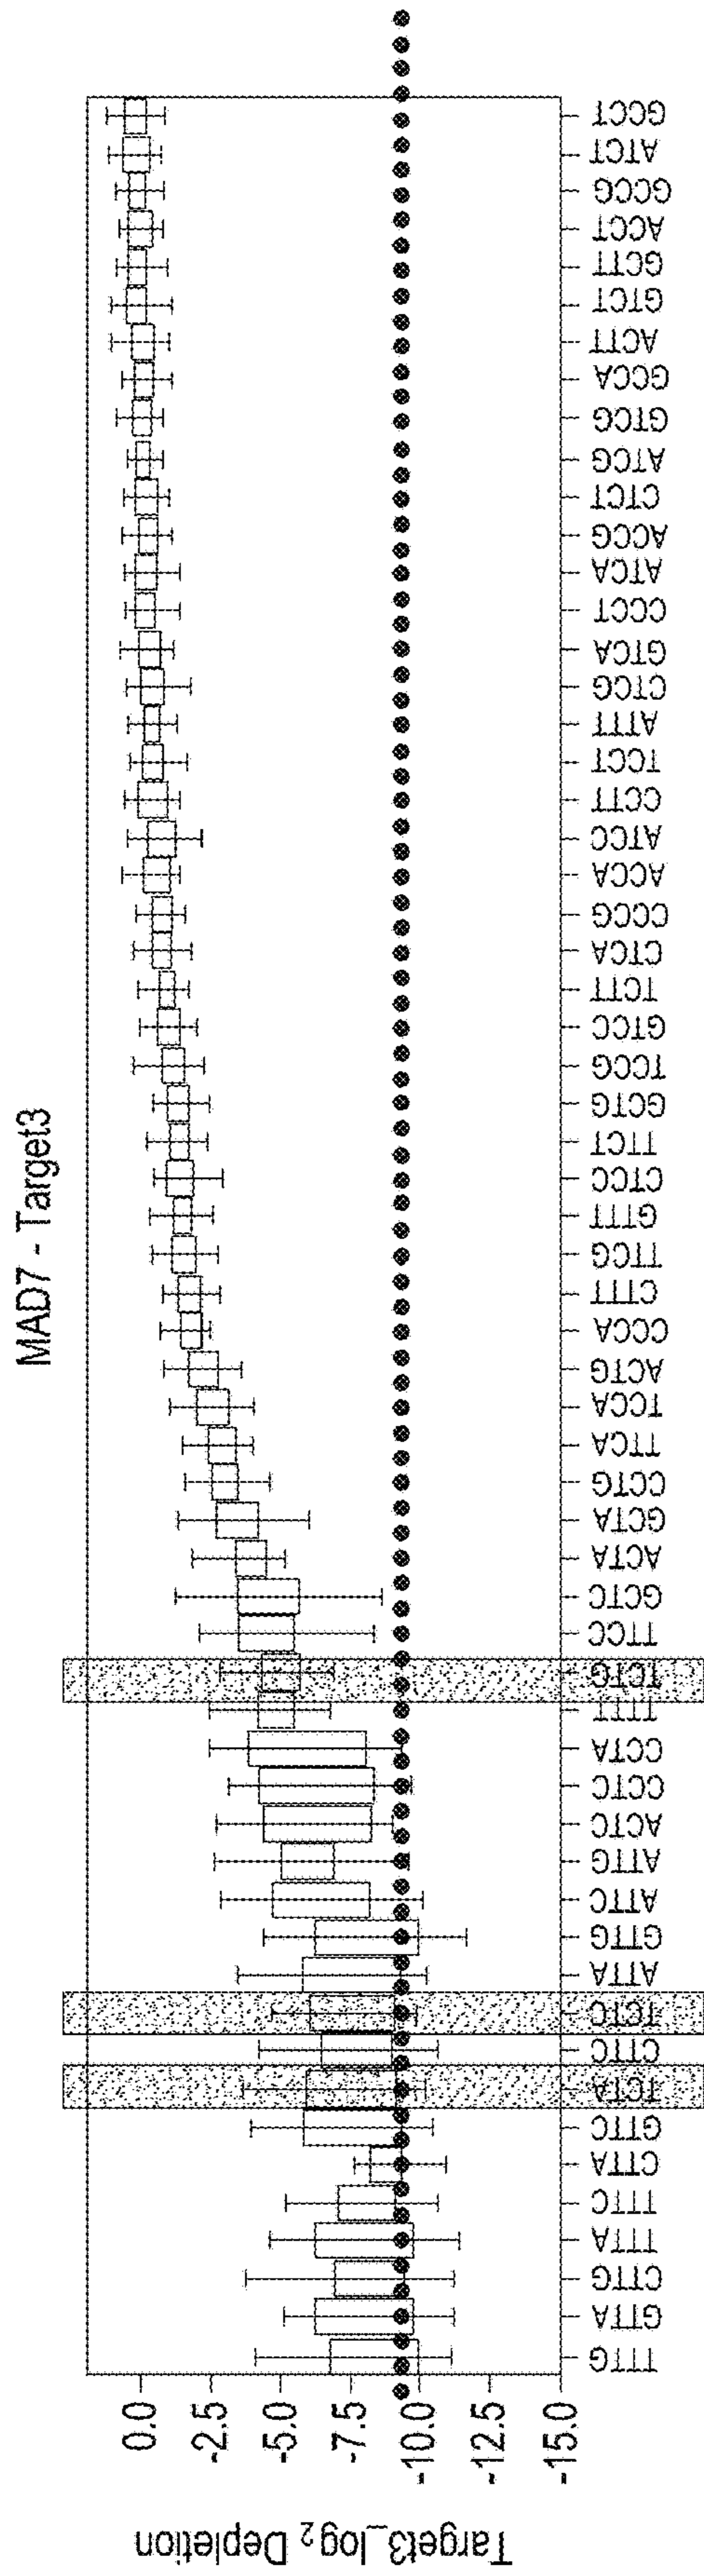 MAD7 - Target3
Target3_log₂ Depletion
0.0
-2.5
-5.0
-7.5
-10.0
-12.5
-15.0
TTTG
GTTA
CTTG
TTTA
TTTC
CTTA
GTTC
TCTA
CTTC
TCTC
ATTA
GTTG
ATTC
ATTG
ACTC
CCTC
CCTA
TTTT
TCTG
TTCC
GCTC
ACTA
GCTA
CCTG
TTCA
TCCA
ACTG
CCCA
CTTT
TTCG
GTTT
CTCC
TTCT
GCTG
TCCG
GTCC
TCTT
CTCA
CCCG
ACCA
ATCC
CCTT
TCCT
ATTT
CTCG
GTCA
CCCT
ATCA
ACCG
CTCT
ATCG
GTCG
GCCA
ACTT
GTCT
GCTT
ACCT
GCCG
ATCT
GCCT